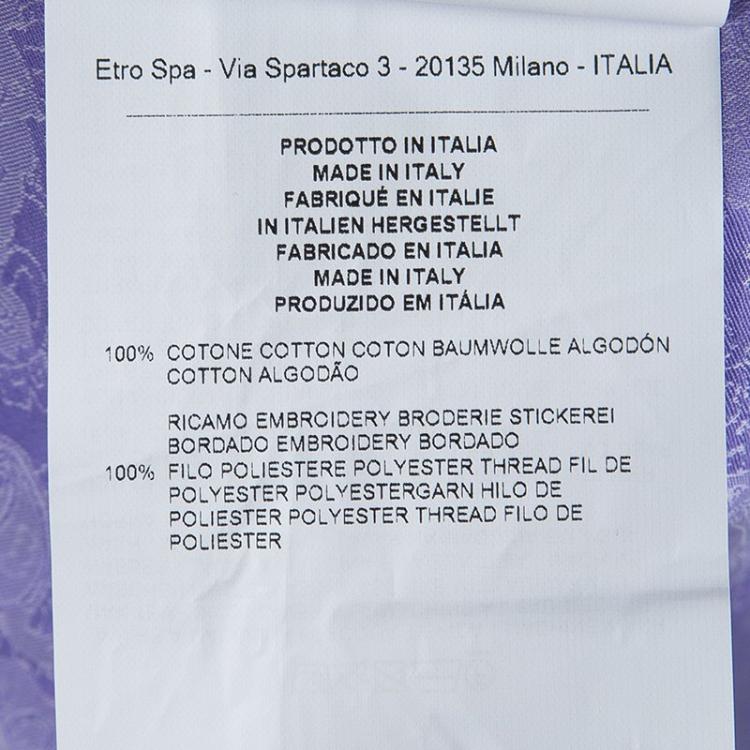 Etro Spa - Via Spartaco 3 - 20135 Milano - ITALIA
PRODOTTO IN ITALIA
MADE IN ITALY
FABRIQUÉ EN ITALIE
IN ITALIEN HERGESTELLT
FABRICADO EN ITALIA
MADE IN ITALY
PRODUZIDO EM ITÁLIA
100% COTONE COTTON COTON BAUMWOLLE ALGODÓN
COTTON ALGODÃO
RICAMO EMBROIDERY BRODERIE STICKEREI
BORDADO EMBROIDERY BORDADO
100% FILO POLIESTERE POLYESTER THREAD FIL DE
POLYESTER POLYESTERGARN HILO DE
POLIESTER POLYESTER THREAD FILO DE
POLIESTER